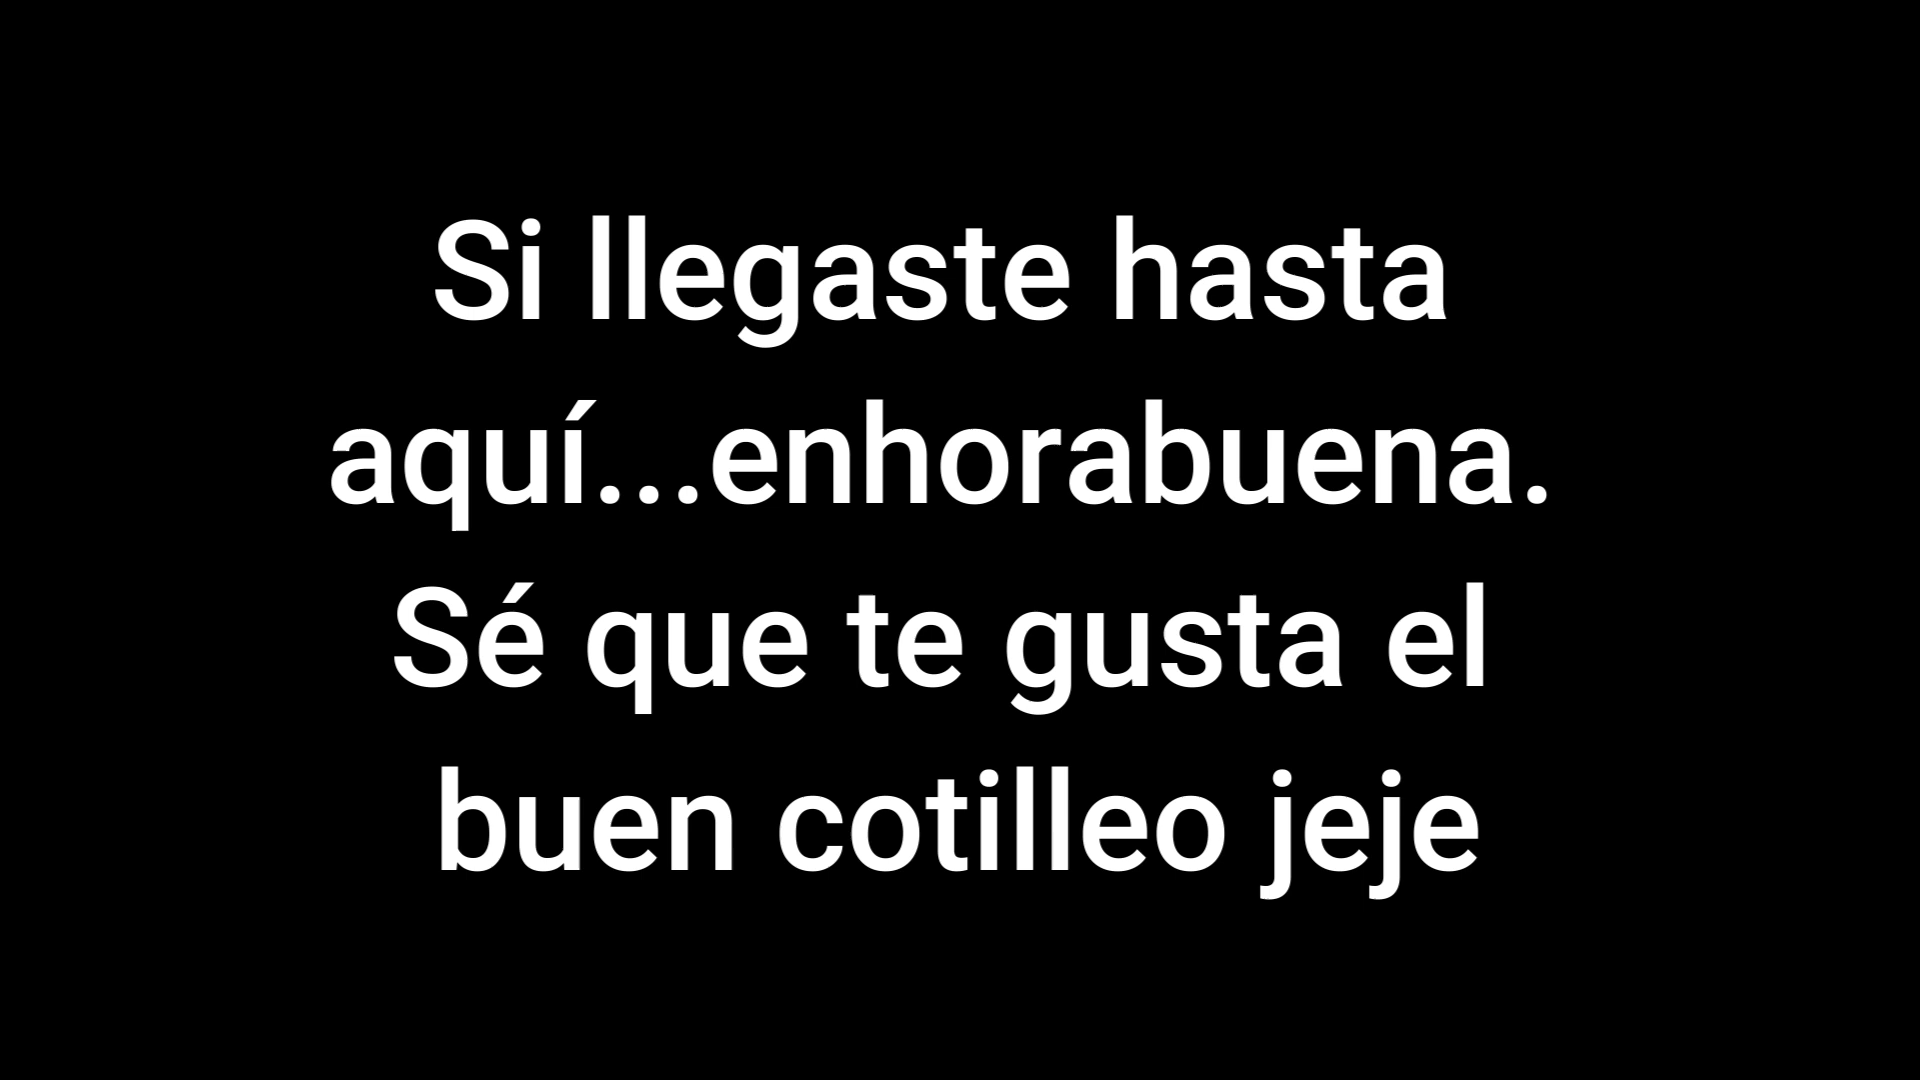 Si llegaste hasta
aquí...enhorabuena.
Sé que te gusta el
buen cotilleo jeje